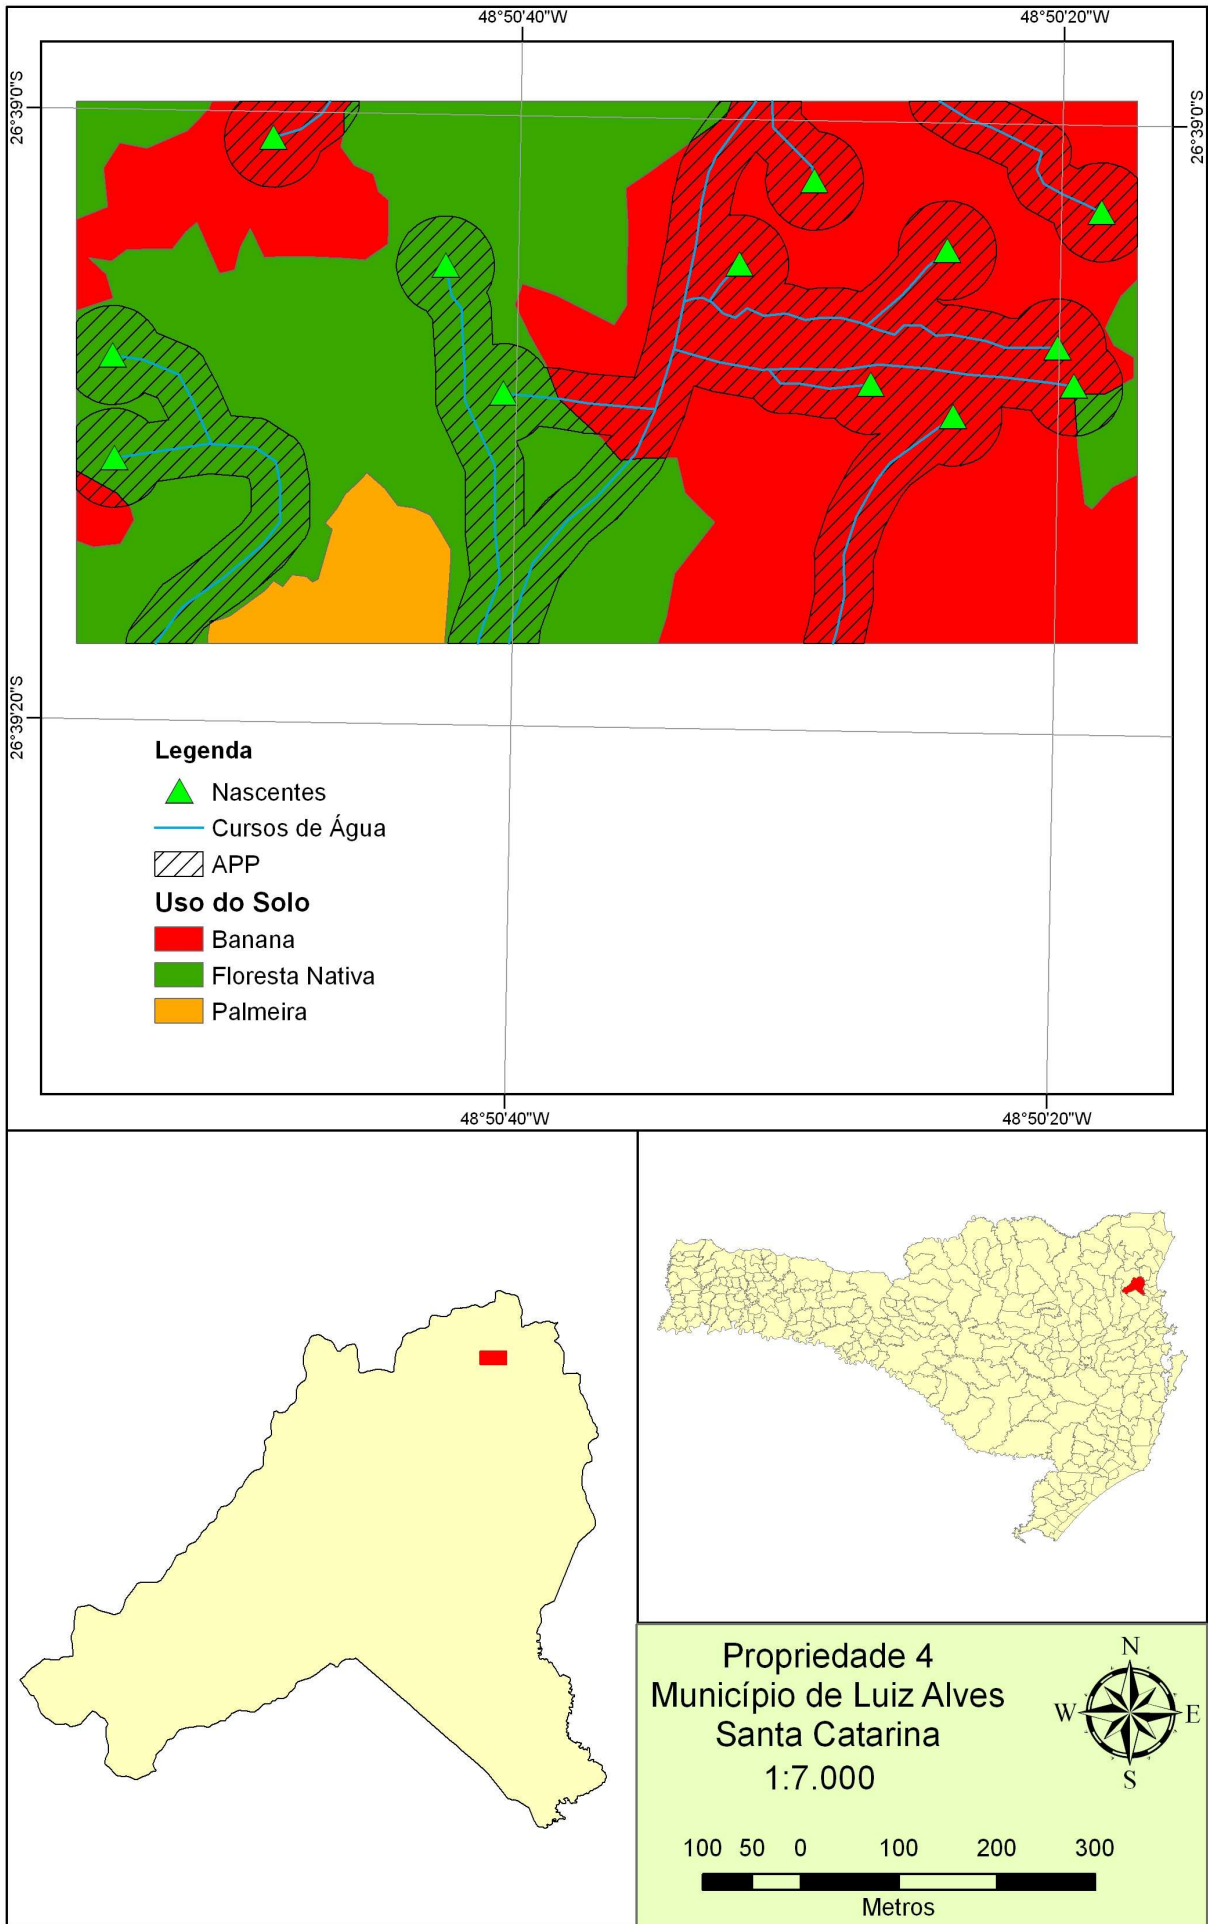 48°50'40"W
48°50'20"W
26°39'0"S
26°39'0"S
26°39'20"S
Legenda
Nascentes
Cursos de Água
APP
Uso do Solo
Banana
Floresta Nativa
Palmeira
48°50'40"W
48°50'20"W
Propriedade 4
Município de Luiz Alves
Santa Catarina
1:7.000
N
W
E
S
100 50 0 100 200 300
Metros